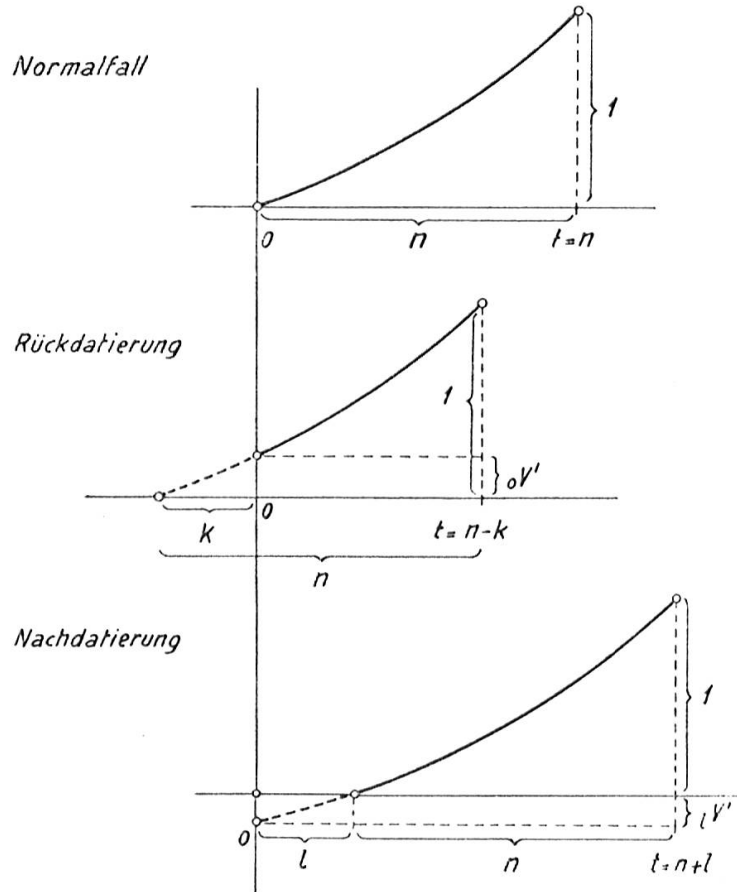 Normalfall
1
0
n
t=n
Rückdatierung
1
₀V'
k
0
t=n-k
n
Nachdatierung
1
ₗV'
0
l
n
t=n+l